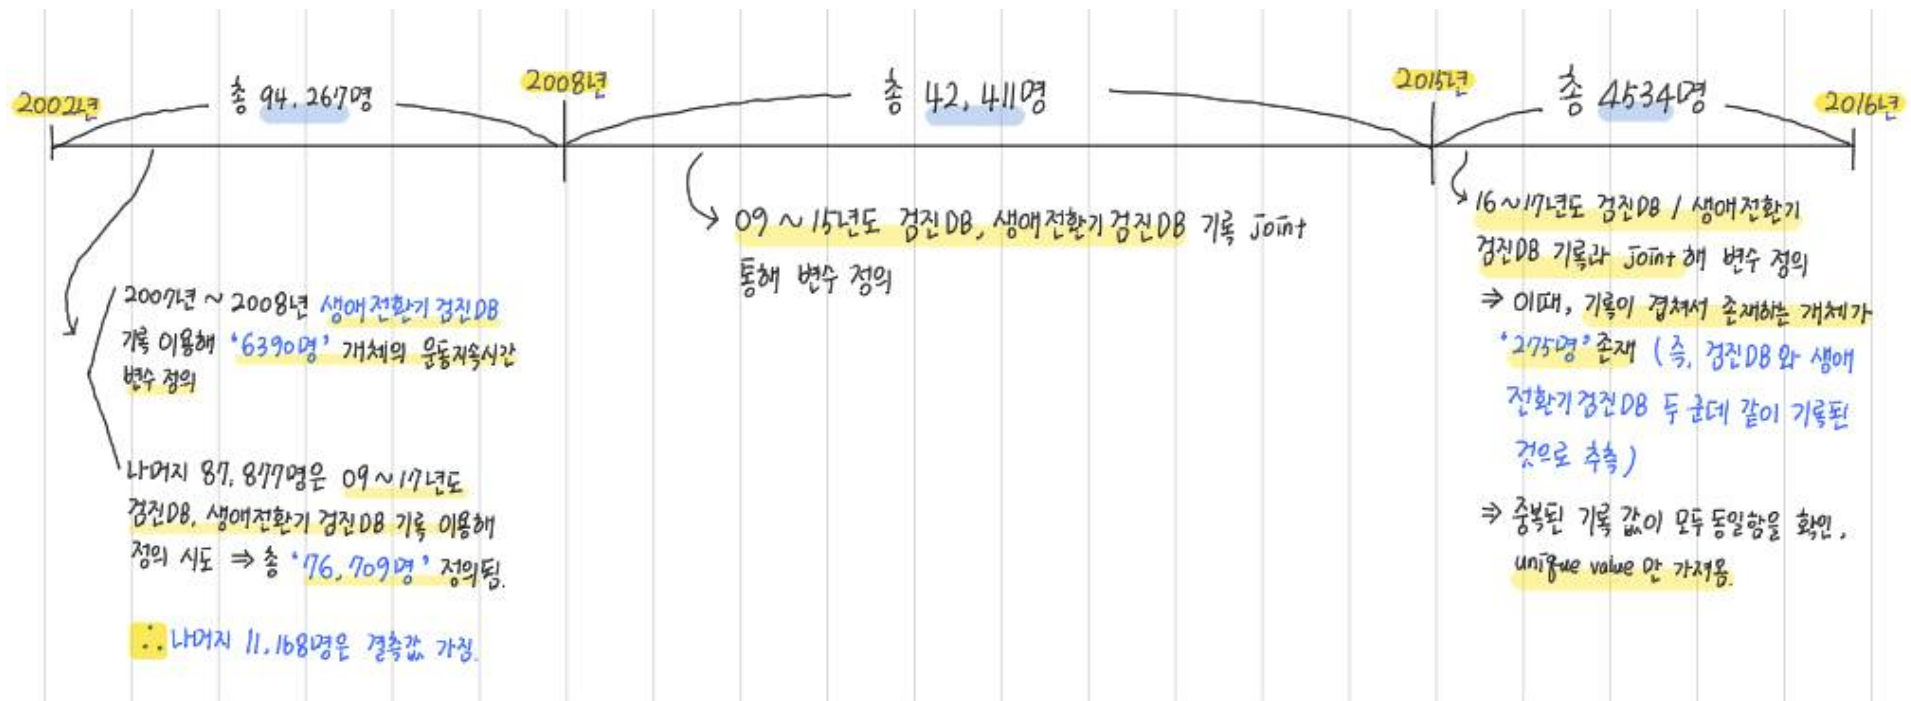 2002년
총 94,267명
2008년
총 42,411명
2015년
총 4534명
2016년
2007년 ~ 2008년 생애전환기 검진DB
기록 이용해 '6390명' 개체의 운동지속시간
변수 정의
나머지 87,877명은 09~17년도
검진DB, 생애전환기 검진DB 기록 이용해
정의 시도 ⇒ 총 '76,709명' 정의됨.
∴ 나머지 11,168명은 결측값 가짐.
09 ~ 15년도 검진DB, 생애전환기 검진DB 기록 joint
통해 변수 정의
16~17년도 검진DB / 생애전환기
검진DB 기록과 joint해 변수 정의
⇒ 이때, 기록이 겹쳐서 존재하는 개체가
'275명' 존재 (즉, 검진DB와 생애
전환기 검진DB 두 군데 같이 기록된
것으로 추측)
⇒ 중복된 기록 값이 모두 동일함을 확인,
unique value만 가져옴.